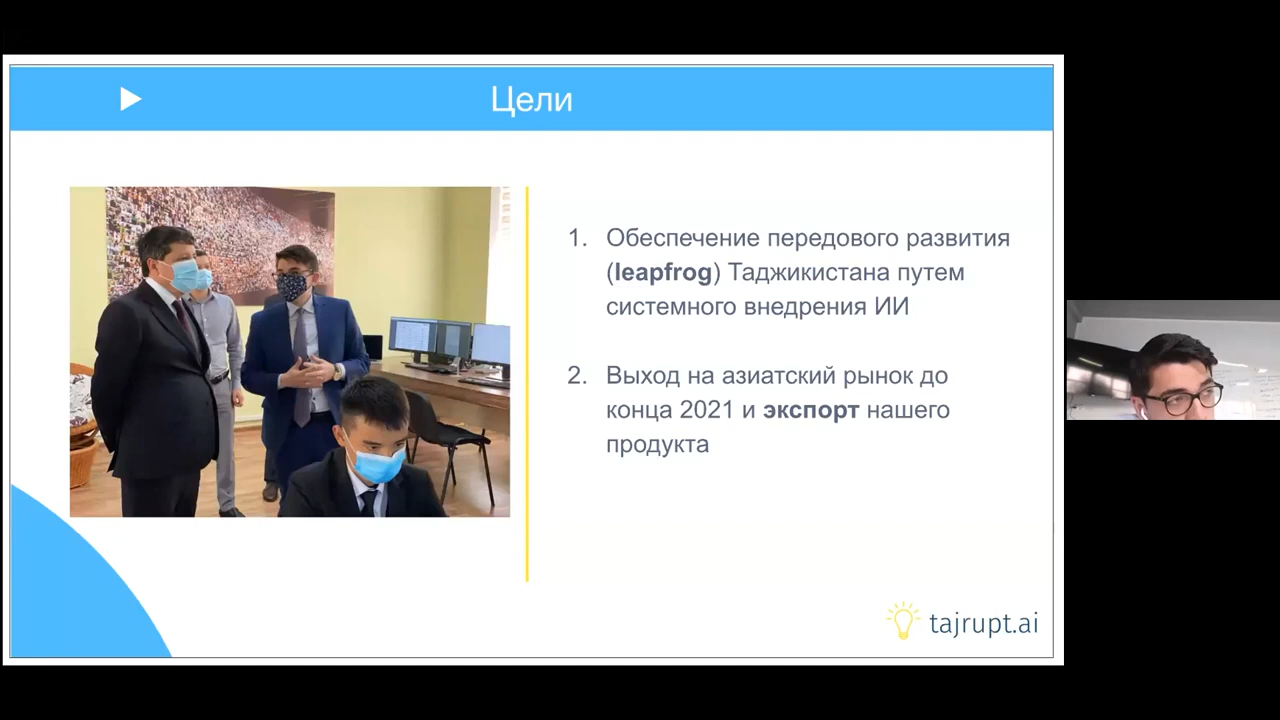 Цели
1. Обеспечение передового развития
(leapfrog) Таджикистана путем
системного внедрения ИИ
2. Выход на азиатский рынок до
конца 2021 и экспорт нашего
продукта
tajrupt.ai